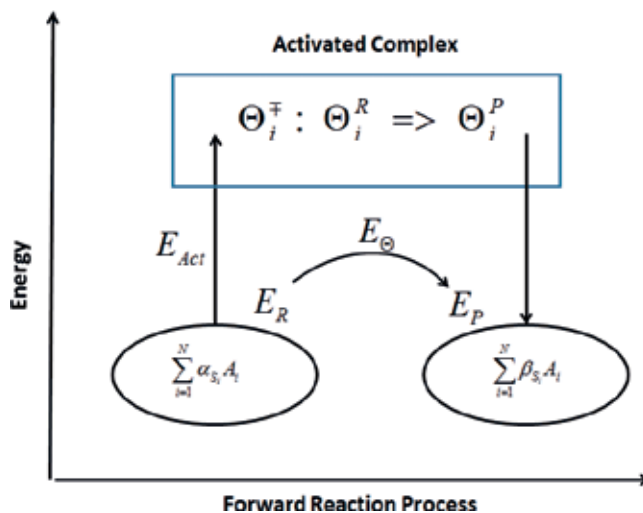 Activated Complex
Θ_i^∓ : Θ_i^R => Θ_i^P
E_Θ
E_Act
E_R
E_P
Energy
∑_{i=1}^{N} α_{S_i} A_i
∑_{i=1}^{N} β_{S_i} A_i
Forward Reaction Process